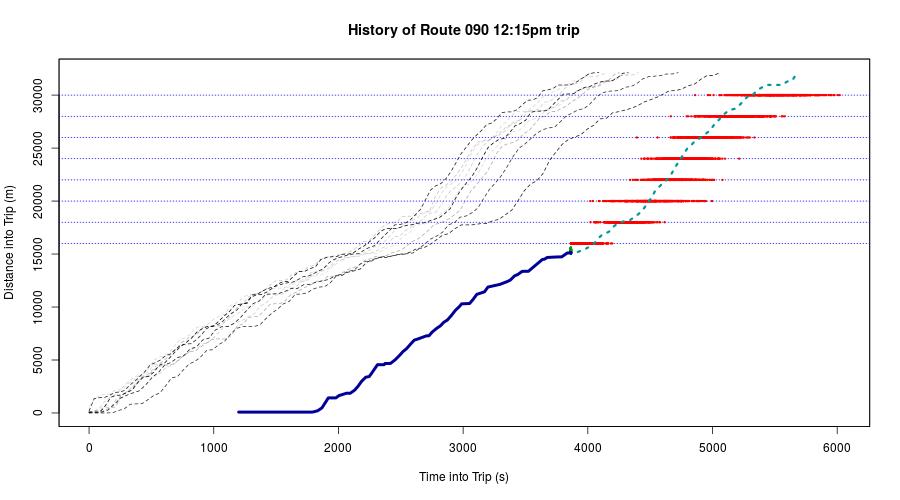 History of Route 090 12:15pm trip
Distance into Trip (m)
30000
25000
20000
15000
10000
5000
0
0 1000 2000 3000 4000 5000 6000
Time into Trip (s)